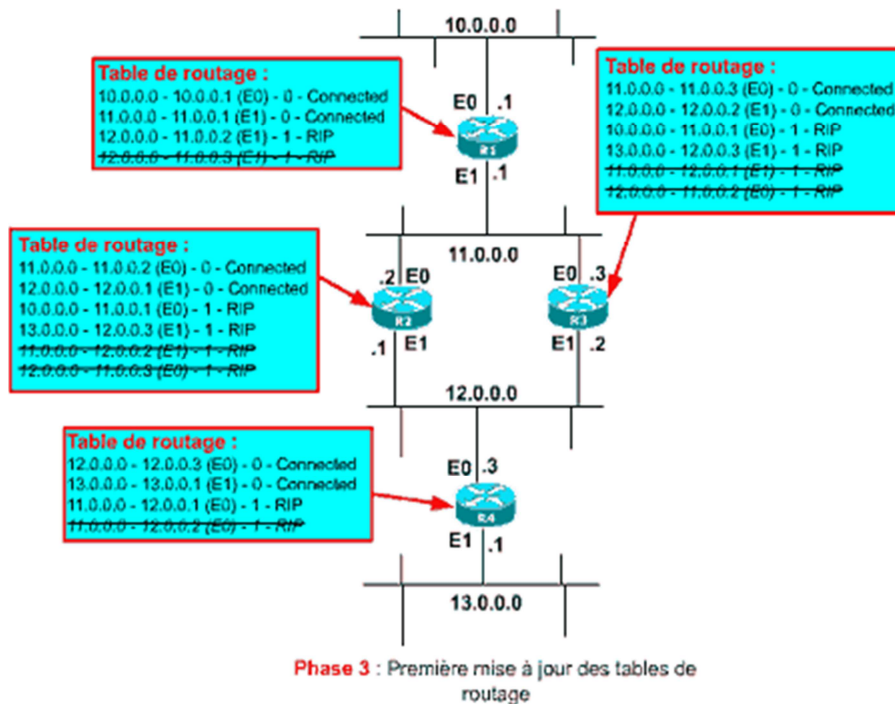 10.0.0.0
Table de routage :
10.0.0.0 - 10.0.0.1 (E0) - 0 - Connected
11.0.0.0 - 11.0.0.1 (E1) - 0 - Connected
12.0.0.0 - 11.0.0.2 (E1) - 1 - RIP
12.0.0.0 - 11.0.0.3 (E1) - 1 - RIP
Table de routage :
11.0.0.0 - 11.0.0.3 (E0) - 0 - Connected
12.0.0.0 - 12.0.0.2 (E1) - 0 - Connected
10.0.0.0 - 11.0.0.1 (E0) - 1 - RIP
13.0.0.0 - 12.0.0.3 (E1) - 1 - RIP
11.0.0.0 - 12.0.0.1 (E1) - 1 - RIP
12.0.0.0 - 11.0.0.2 (E0) - 1 - RIP
E0 .1
R1
E1 .1
11.0.0.0
Table de routage :
11.0.0.0 - 11.0.0.2 (E0) - 0 - Connected
12.0.0.0 - 12.0.0.1 (E1) - 0 - Connected
10.0.0.0 - 11.0.0.1 (E0) - 1 - RIP
13.0.0.0 - 12.0.0.3 (E1) - 1 - RIP
11.0.0.0 - 12.0.0.2 (E1) - 1 - RIP
12.0.0.0 - 11.0.0.3 (E0) - 1 - RIP
.2 E0
R2
.1 E1
E0 .3
R3
E1 .2
12.0.0.0
Table de routage :
12.0.0.0 - 12.0.0.3 (E0) - 0 - Connected
13.0.0.0 - 13.0.0.1 (E1) - 0 - Connected
11.0.0.0 - 12.0.0.1 (E0) - 1 - RIP
11.0.0.0 - 12.0.0.2 (E0) - 1 - RIP
E0 .3
R4
E1 .1
13.0.0.0
Phase 3 : Première mise à jour des tables de
routage